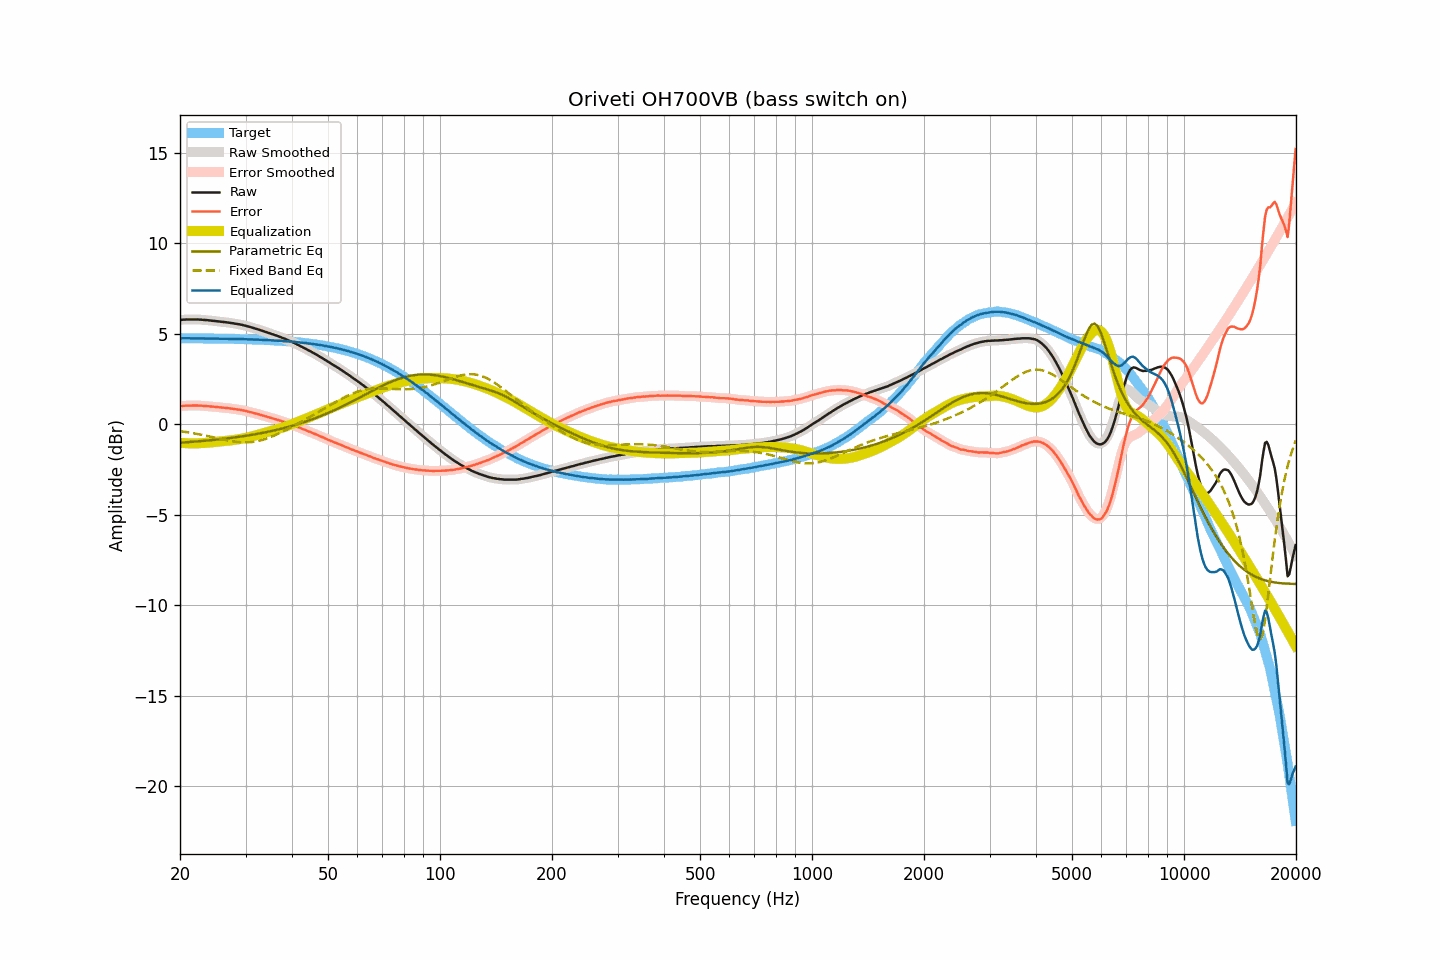 Oriveti OH700VB (bass switch on)
Target
Raw Smoothed
Error Smoothed
Raw
Error
Equalization
Parametric Eq
Fixed Band Eq
Equalized
15
10
5
0
−5
−10
−15
−20
Amplitude (dBr)
20 50 100 200 500 1000 2000 5000 10000 20000
Frequency (Hz)